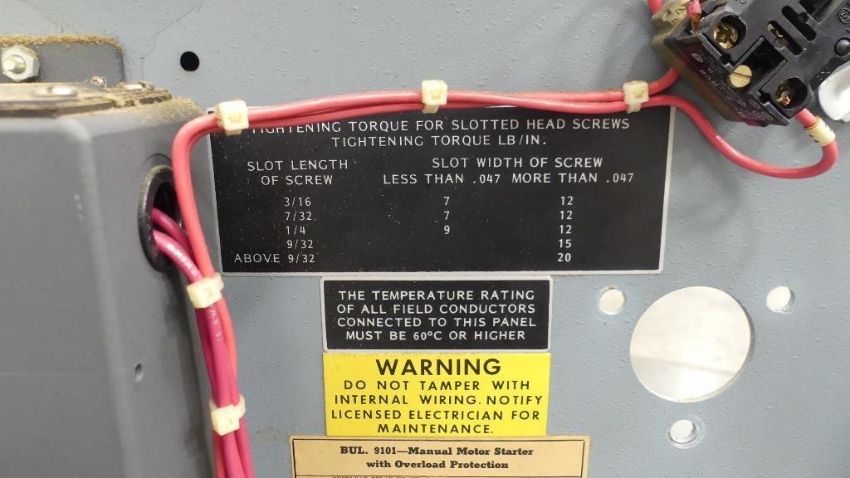 TIGHTENING TORQUE FOR SLOTTED HEAD SCREWS
TIGHTENING TORQUE LB/IN.
SLOT LENGTH OF SCREW
SLOT WIDTH OF SCREW
LESS THAN .047 MORE THAN .047
3/16 7 12
7/32 7 12
1/4 9 12
9/32 15
ABOVE 9/32 20
THE TEMPERATURE RATING
OF ALL FIELD CONDUCTORS
CONNECTED TO THIS PANEL
MUST BE 60°C OR HIGHER
WARNING
DO NOT TAMPER WITH
INTERNAL WIRING. NOTIFY
LICENSED ELECTRICIAN FOR
MAINTENANCE.
BUL. 9101—Manual Motor Starter
with Overload Protection